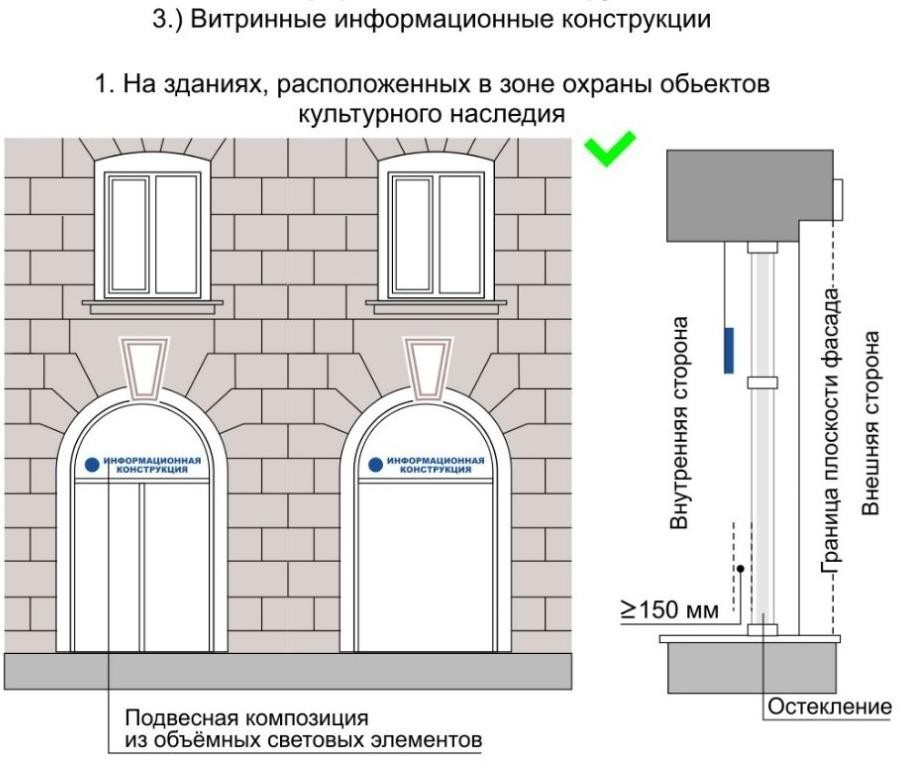 3.) Витринные информационные конструкции
1. На зданиях, расположенных в зоне охраны обьектов
культурного наследия
ИНФОРМАЦИОННАЯ
КОНСТРУКЦИЯ
ИНФОРМАЦИОННАЯ
КОНСТРУКЦИЯ
Внутренняя сторона
Граница плоскости фасада
Внешняя сторона
≥150 мм
Остекление
Подвесная композиция
из объёмных световых элементов